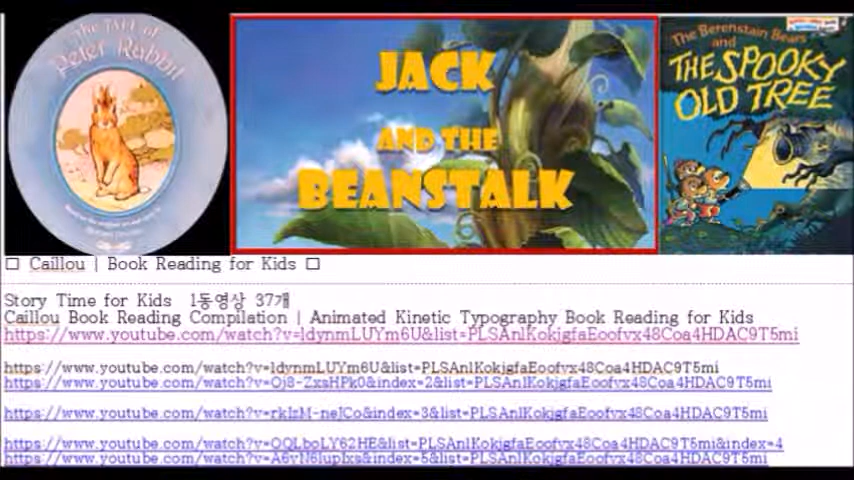 The TALE of
Peter Rabbit
JACK
AND THE
BEANSTALK
The Berenstain Bears
and
THE SPOOKY
OLD TREE
□ Caillou | Book Reading for Kids □
Story Time for Kids 1동영상 37개
Caillou Book Reading Compilation | Animated Kinetic Typography Book Reading for Kids
https://www.youtube.com/watch?v=ldynmLUYm6U&list=PLSAnlKokjgfaEoofvx48Coa4HDAC9T5mi
https://www.youtube.com/watch?v=ldynmLUYm6U&list=PLSAnlKokjgfaEoofvx48Coa4HDAC9T5mi
https://www.youtube.com/watch?v=Oj8-ZxsHPk0&index=2&list=PLSAnlKokjgfaEoofvx48Coa4HDAC9T5mi
https://www.youtube.com/watch?v=rkIzM-neJCo&index=3&list=PLSAnlKokjgfaEoofvx48Coa4HDAC9T5mi
https://www.youtube.com/watch?v=OQLboLY62HE&list=PLSAnlKokjgfaEoofvx48Coa4HDAC9T5mi&index=4
https://www.youtube.com/watch?v=A6vN6lupIxs&index=5&list=PLSAnlKokjgfaEoofvx48Coa4HDAC9T5mi